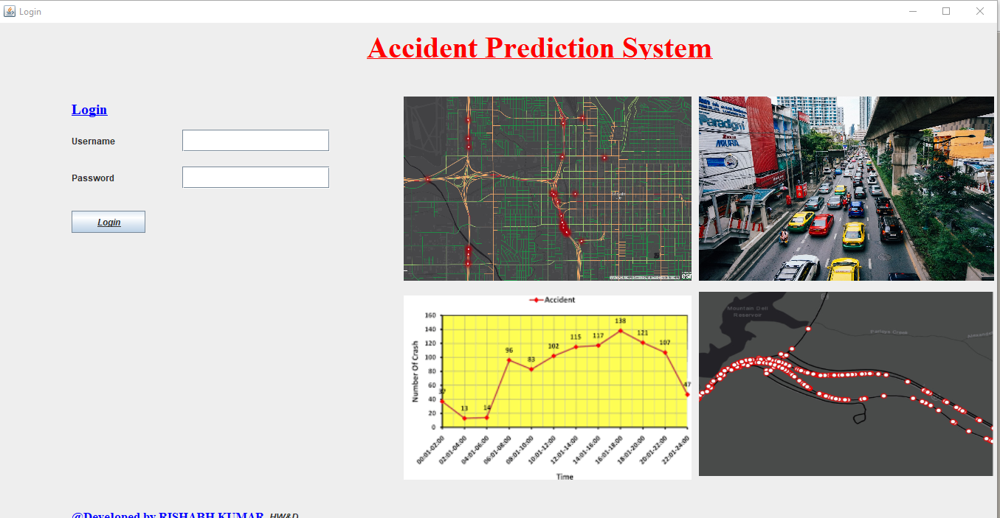 Login
Accident Prediction System
Login
Username
Password
Login
Paradigm
MIURA
esri
Accident
160
140
120
100
80
60
40
20
0
Number Of Crash
37
13
14
96
83
102
115
117
138
121
107
47
00:01-02:00
02:01-04:00
04:01-06:00
06:01-08:00
08:01-10:00
10:01-12:00
12:01-14:00
14:01-16:00
16:01-18:00
18:01-20:00
20:01-22:00
22:01-24:00
Time
Mountain Dell
Reservoir
Parleys Creek
@Developed by RISHABH KUMAR HW&D